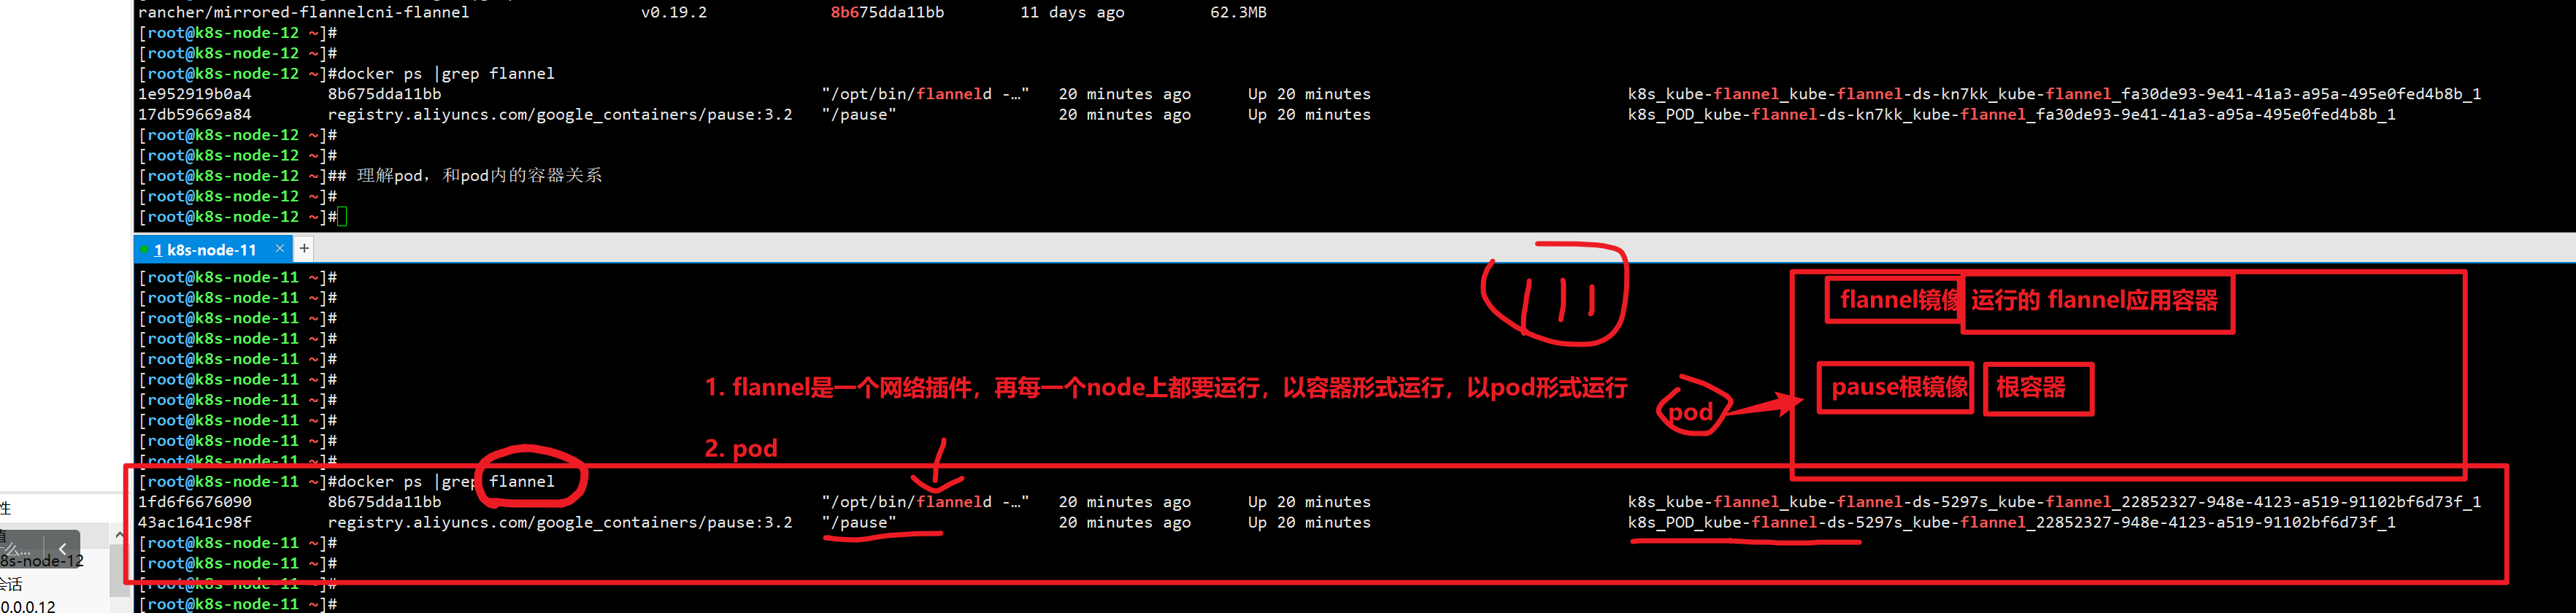 rancher/mirrored-flannelcni-flannel v0.19.2 8b675dda11bb 11 days ago 62.3MB
[root@k8s-node-12 ~]#
[root@k8s-node-12 ~]#
[root@k8s-node-12 ~]#docker ps |grep flannel
1e952919b0a4 8b675dda11bb "/opt/bin/flanneld -…" 20 minutes ago Up 20 minutes k8s_kube-flannel_kube-flannel-ds-kn7kk_kube-flannel_fa30de93-9e41-41a3-a95a-495e0fed4b8b_1
17db59669a84 registry.aliyuncs.com/google_containers/pause:3.2 "/pause" 20 minutes ago Up 20 minutes k8s_POD_kube-flannel-ds-kn7kk_kube-flannel_fa30de93-9e41-41a3-a95a-495e0fed4b8b_1
[root@k8s-node-12 ~]#
[root@k8s-node-12 ~]#
[root@k8s-node-12 ~]## 理解pod，和pod内的容器关系
[root@k8s-node-12 ~]#
[root@k8s-node-12 ~]#
1 k8s-node-11 × +
[root@k8s-node-11 ~]#
[root@k8s-node-11 ~]#
[root@k8s-node-11 ~]#
[root@k8s-node-11 ~]#
[root@k8s-node-11 ~]#
[root@k8s-node-11 ~]#
[root@k8s-node-11 ~]#
[root@k8s-node-11 ~]#
[root@k8s-node-11 ~]#
[root@k8s-node-11 ~]#
flannel镜像 运行的 flannel应用容器
pause根镜像 根容器
pod
1. flannel是一个网络插件，再每一个node上都要运行，以容器形式运行，以pod形式运行
2. pod
[root@k8s-node-11 ~]#docker ps |grep flannel
1fd6f6676090 8b675dda11bb "/opt/bin/flanneld -…" 20 minutes ago Up 20 minutes k8s_kube-flannel_kube-flannel-ds-5297s_kube-flannel_22852327-948e-4123-a519-91102bf6d73f_1
43ac1641c98f registry.aliyuncs.com/google_containers/pause:3.2 "/pause" 20 minutes ago Up 20 minutes k8s_POD_kube-flannel-ds-5297s_kube-flannel_22852327-948e-4123-a519-91102bf6d73f_1
[root@k8s-node-11 ~]#
[root@k8s-node-11 ~]#
[root@k8s-node-11 ~]#
[root@k8s-node-11 ~]#
性
值
8s-node-12
会话
0.0.0.12